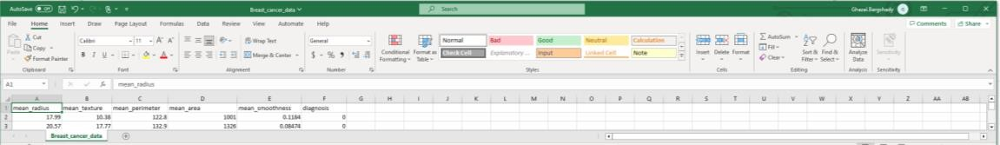 AutoSave Off Breast_cancer_data Search Ghazal.Bargshady
File Home Insert Draw Page Layout Formulas Data Review View Automate Help Comments Share
Cut Calibri 11 A^ A˅ Wrap Text General Normal Bad Good Neutral Calculation AutoSum
Copy Fill
Paste Format Painter B I U A Merge & Center $ % 9 Conditional Formatting Format as Table Check Cell Explanatory ... Input Linked Cell Note Insert Delete Format Clear Sort & Filter Find & Select Analyze Data Sensitivity
Clipboard Font Alignment Number Styles Cells Editing Analysis Sensitivity
A1 fx mean_radius
A B C D E F G H I J K L M N O P Q R S T U V W X Y Z AA AB
1 mean_radius mean_texture mean_perimeter mean_area mean_smoothness diagnosis
2 17.99 10.38 122.8 1001 0.1184 0
3 20.57 17.77 132.9 1326 0.08474 0
Breast_cancer_data